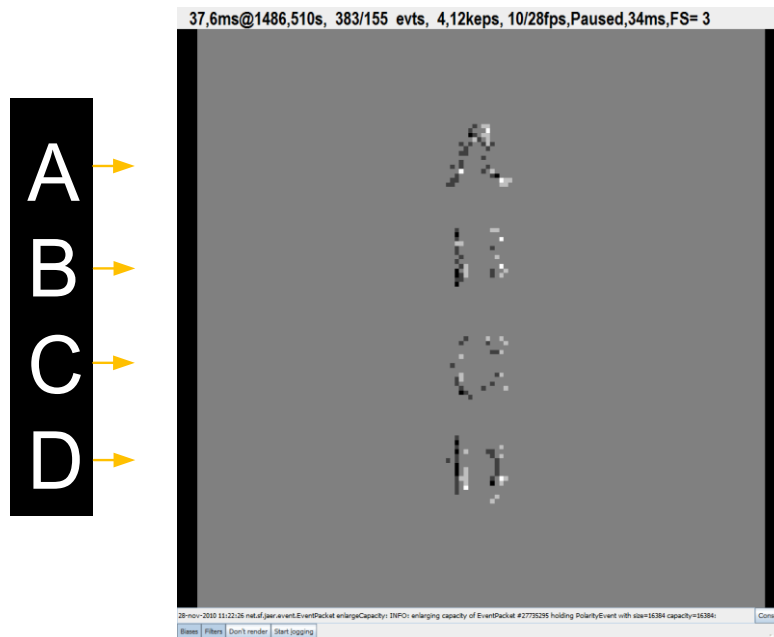 37,6ms@1486,510s, 383/155 evts, 4,12keps, 10/28fps,Paused,34ms,FS= 3
A
B
C
D
28-nov-2010 11:22:26 net.sf.jaer.event.EventPacket enlargeCapacity: INFO: enlarging capacity of EventPacket #27735295 holding PolarityEvent with size=16384 capacity=16384:
Cons
Biases Filters Don't render Start logging